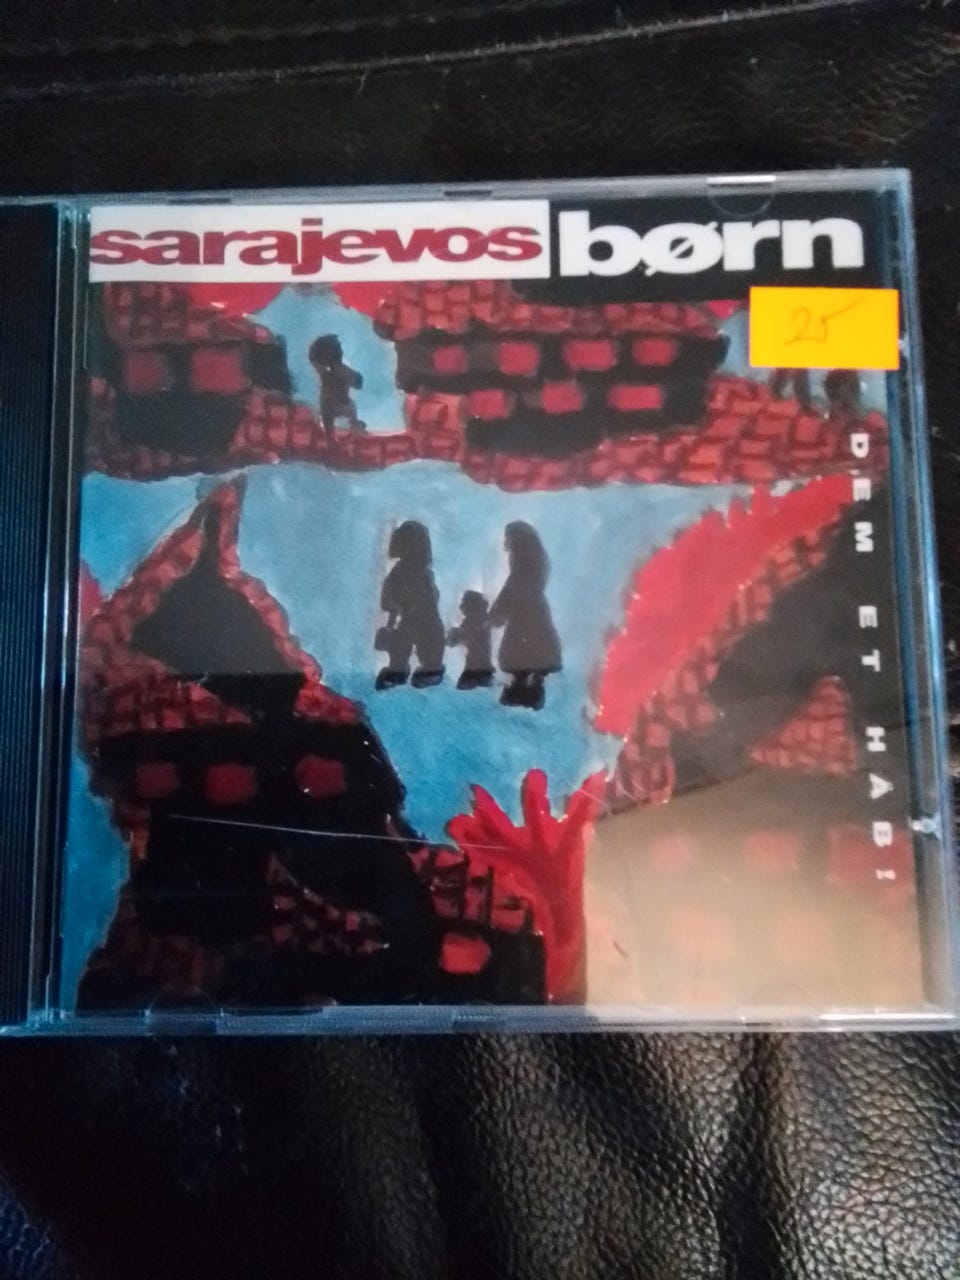 sarajevos børn
25
DEM ET HÅB!